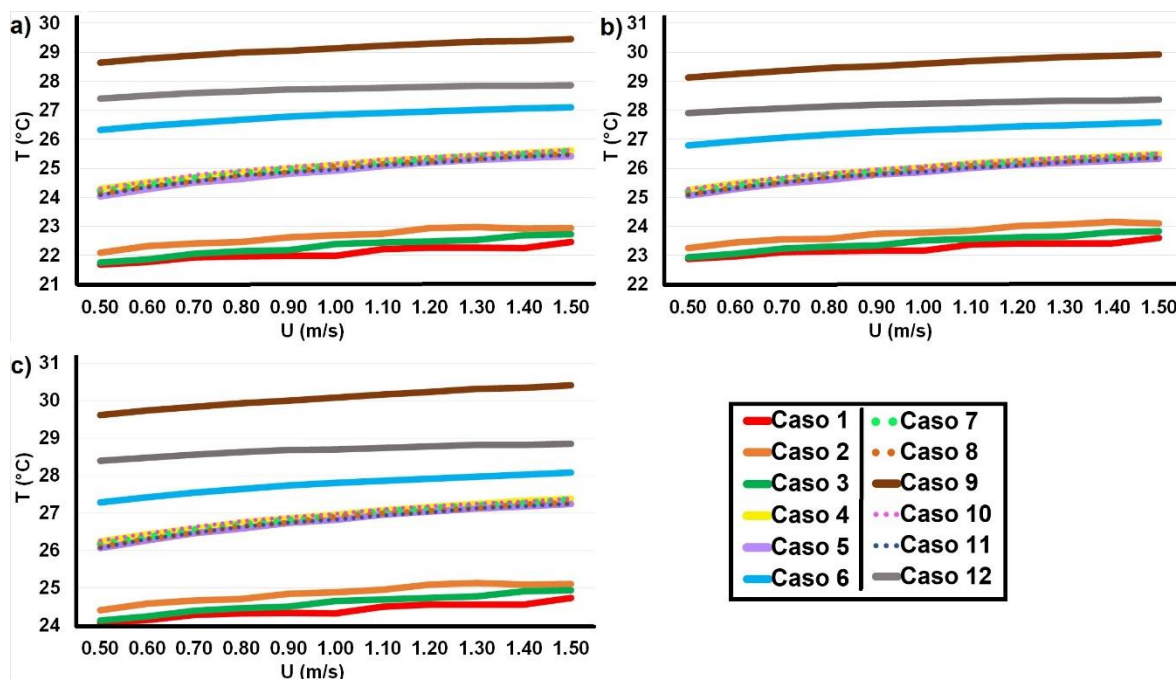 a)
T (°C)
30
29
28
27
26
25
24
23
22
21
0.50 0.60 0.70 0.80 0.90 1.00 1.10 1.20 1.30 1.40 1.50
U (m/s)
b)
T (°C)
31
30
29
28
27
26
25
24
23
22
0.50 0.60 0.70 0.80 0.90 1.00 1.10 1.20 1.30 1.40 1.50
U (m/s)
c)
T (°C)
31
30
29
28
27
26
25
24
0.50 0.60 0.70 0.80 0.90 1.00 1.10 1.20 1.30 1.40 1.50
U (m/s)
Caso 1
Caso 2
Caso 3
Caso 4
Caso 5
Caso 6
Caso 7
Caso 8
Caso 9
Caso 10
Caso 11
Caso 12